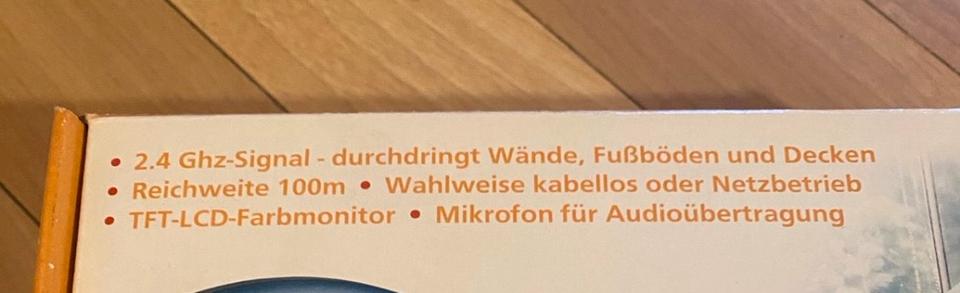 • 2.4 Ghz-Signal - durchdringt Wände, Fußböden und Decken
• Reichweite 100m • Wahlweise kabellos oder Netzbetrieb
• TFT-LCD-Farbmonitor • Mikrofon für Audioübertragung